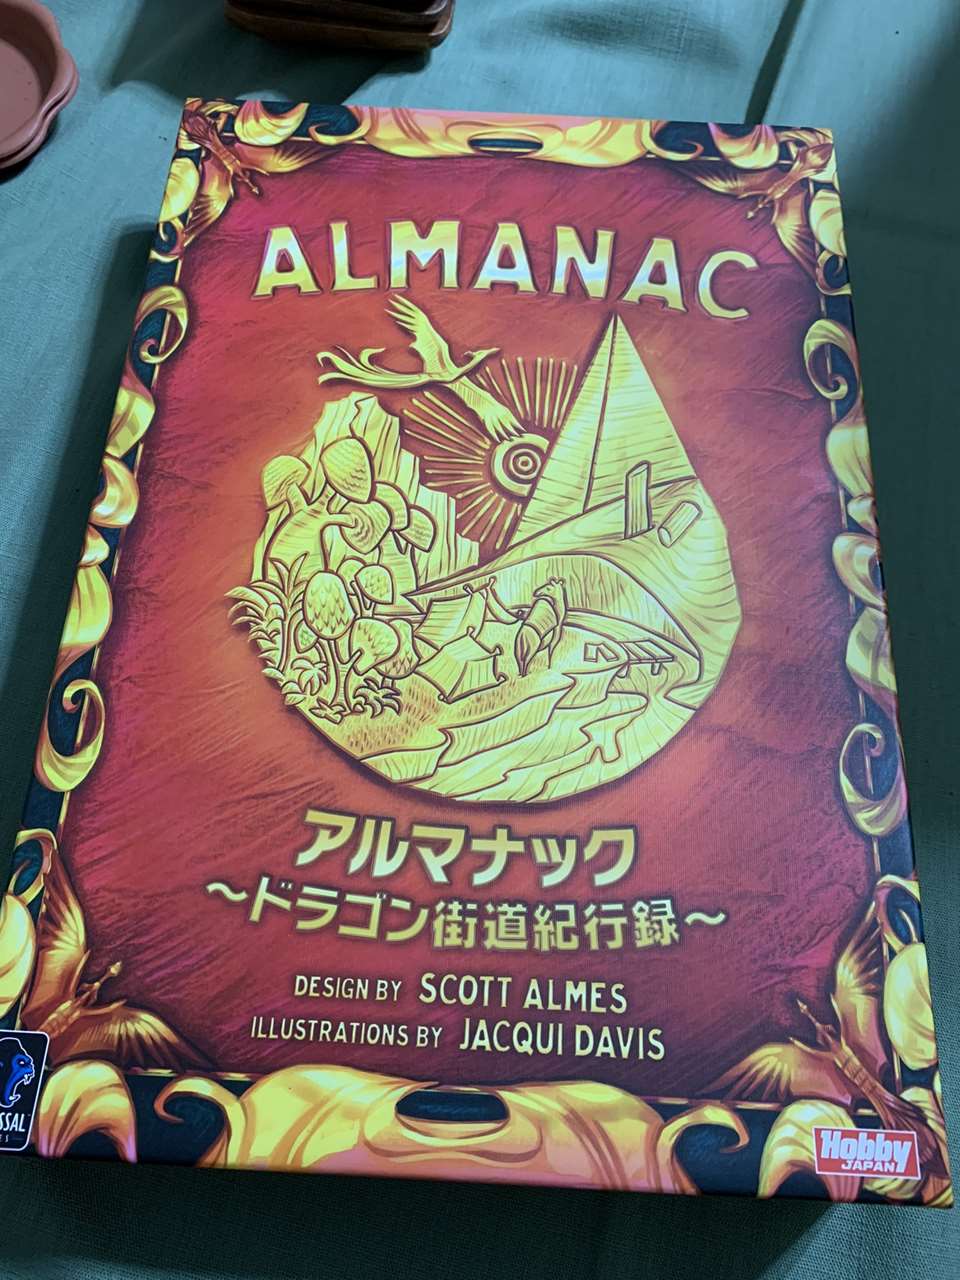 ALMANAC
アルマナック
～ドラゴン街道紀行録～
DESIGN BY SCOTT ALMES
ILLUSTRATIONS BY JACQUI DAVIS
Hobby
JAPAN